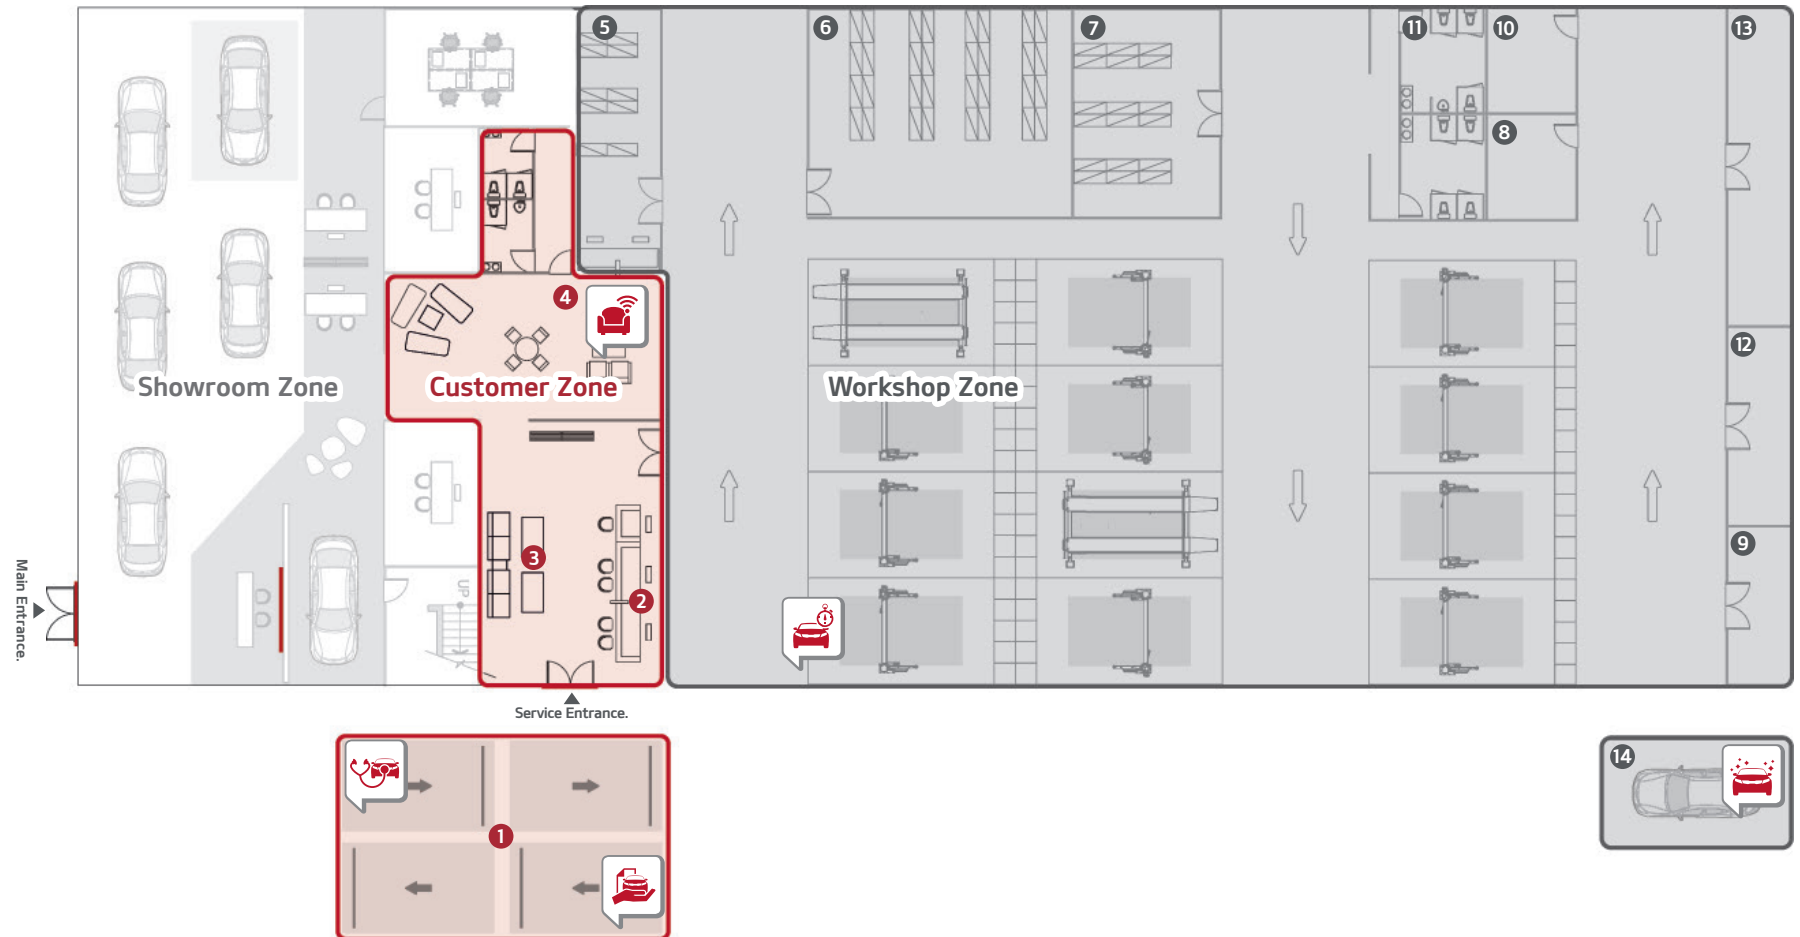 5
6
7
11
10
13
8
4
Showroom Zone
Customer Zone
Workshop Zone
12
3
9
UP
2
Main Entrance.
Service Entrance.
14
1